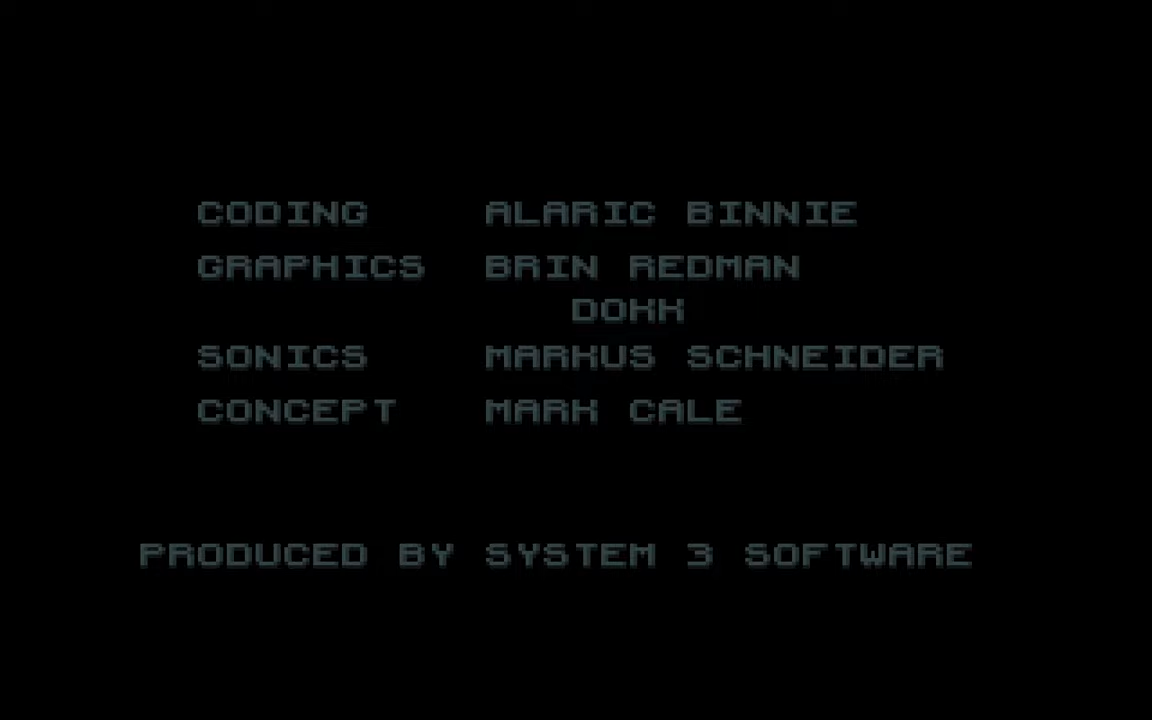 CODING ALARIC BINNIE
GRAPHICS BRIN REDMAN
DOKK
SONICS MARKUS SCHNEIDER
CONCEPT MARK CALE
PRODUCED BY SYSTEM 3 SOFTWARE